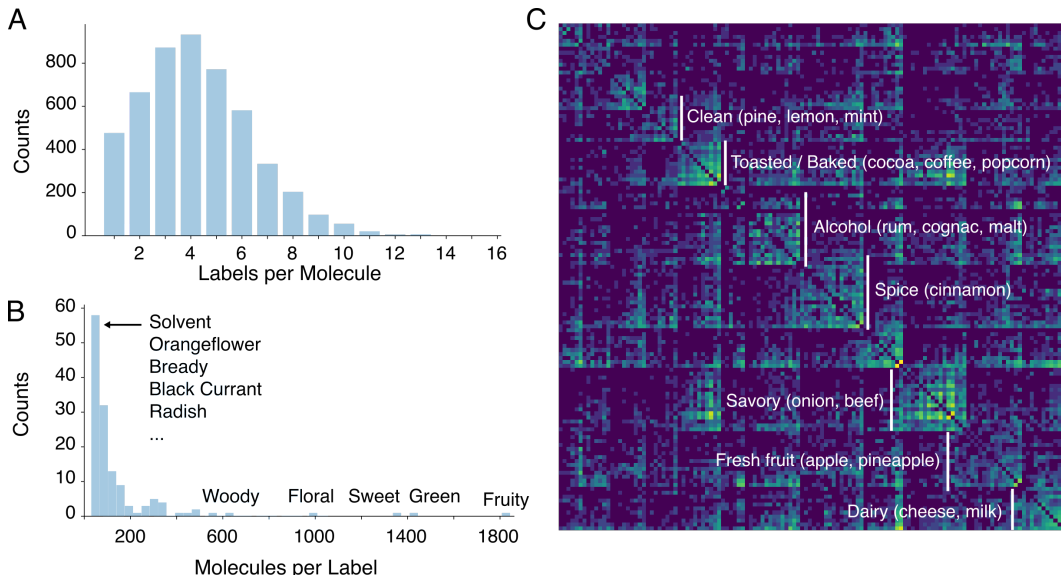 A
Counts
800
600
400
200
0
2 4 6 8 10 12 14 16
Labels per Molecule
B
Counts
60
50
40
30
20
10
0
Solvent
Orangeflower
Bready
Black Currant
Radish
...
Woody Floral Sweet Green Fruity
200 600 1000 1400 1800
Molecules per Label
C
Clean (pine, lemon, mint)
Toasted / Baked (cocoa, coffee, popcorn)
Alcohol (rum, cognac, malt)
Spice (cinnamon)
Savory (onion, beef)
Fresh fruit (apple, pineapple)
Dairy (cheese, milk)